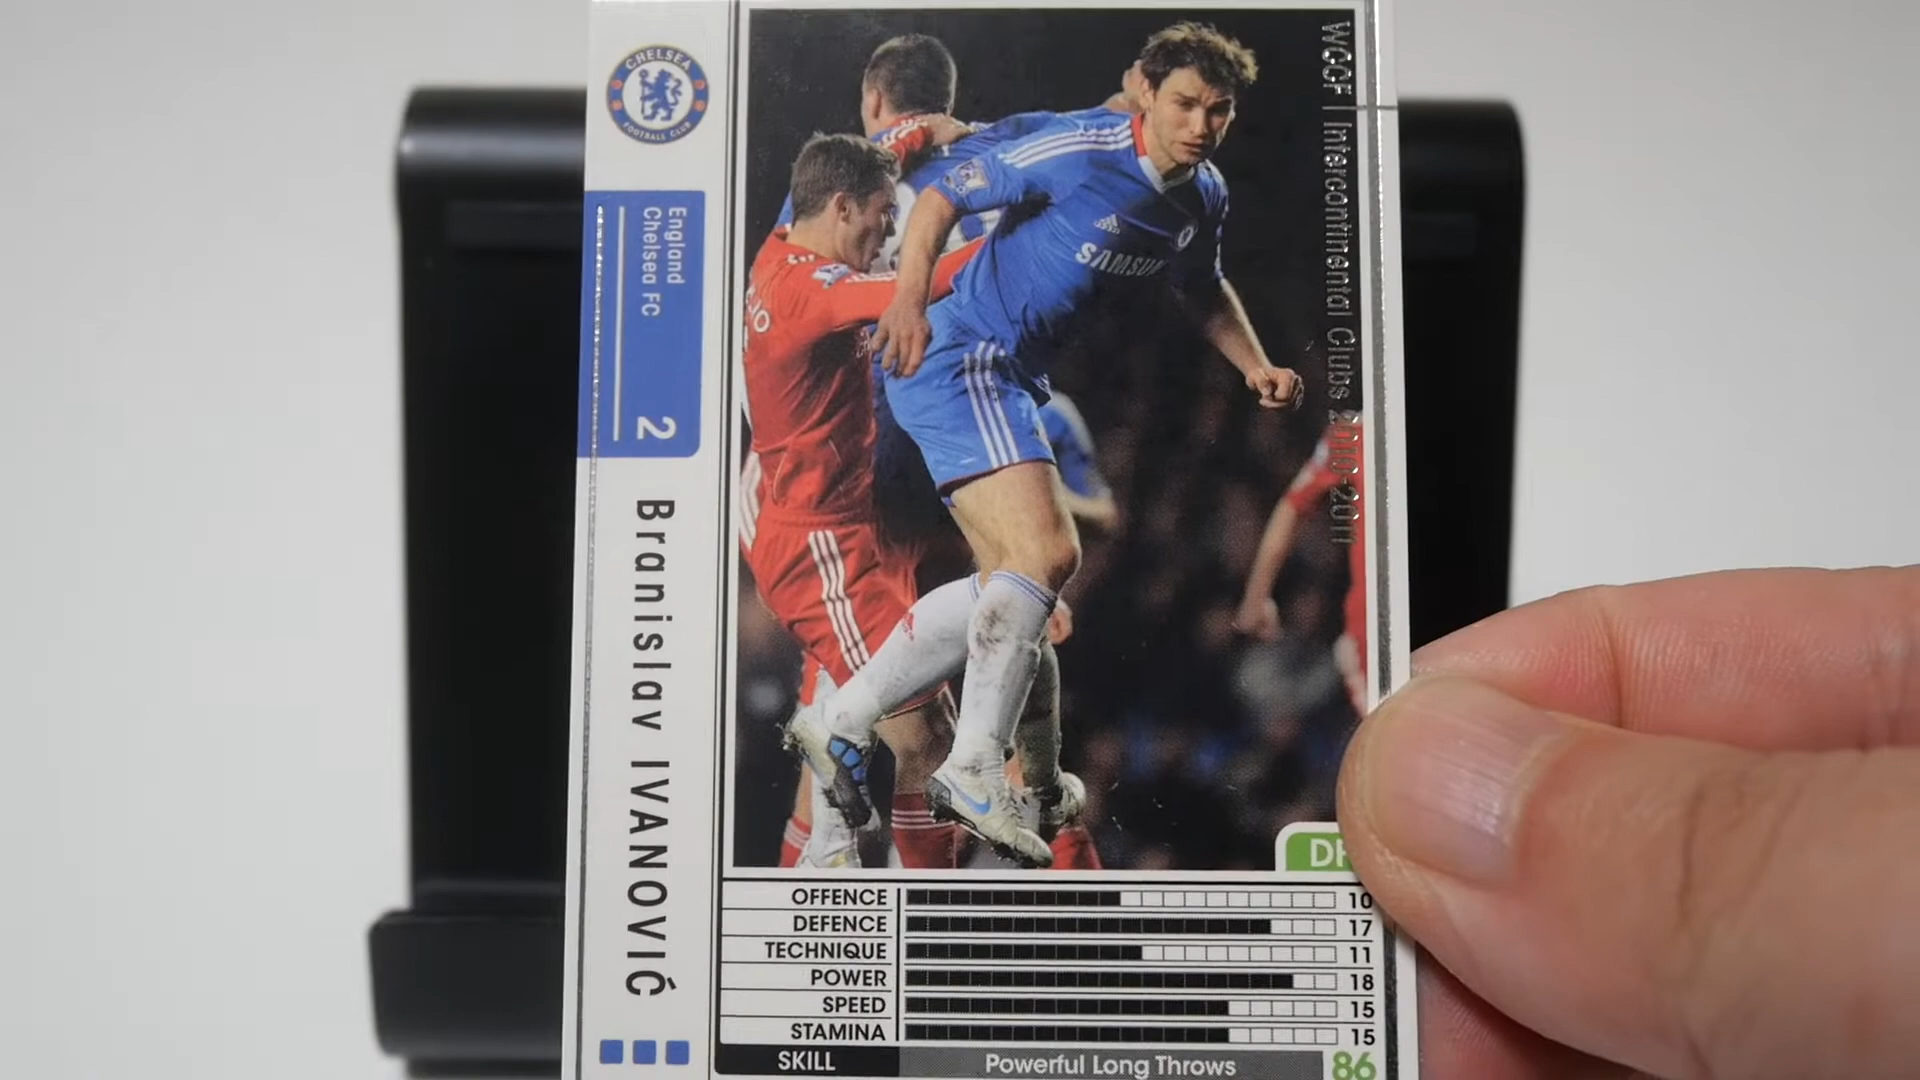 CHELSEA
FOOTBALL CLUB
England
Chelsea FC
2
Branislav IVANOVIĆ
WCCF | Intercontinental Clubs 2010-2011
SAMSUN
OFFENCE 10
DEFENCE 17
TECHNIQUE 11
POWER 18
SPEED 15
STAMINA 15
SKILL Powerful Long Throws 86